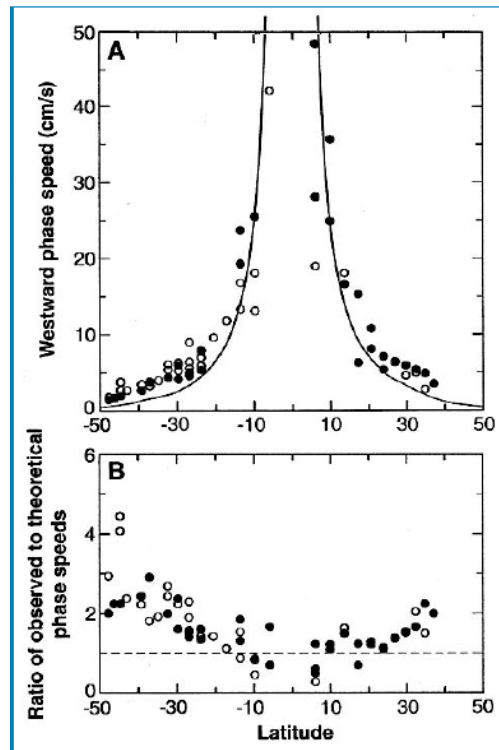 A
Westward phase speed (cm/s)
50
40
30
20
10
0
-50 -30 -10 10 30 50
B
Ratio of observed to theoretical
phase speeds
6
4
2
0
-50 -30 -10 10 30 50
Latitude